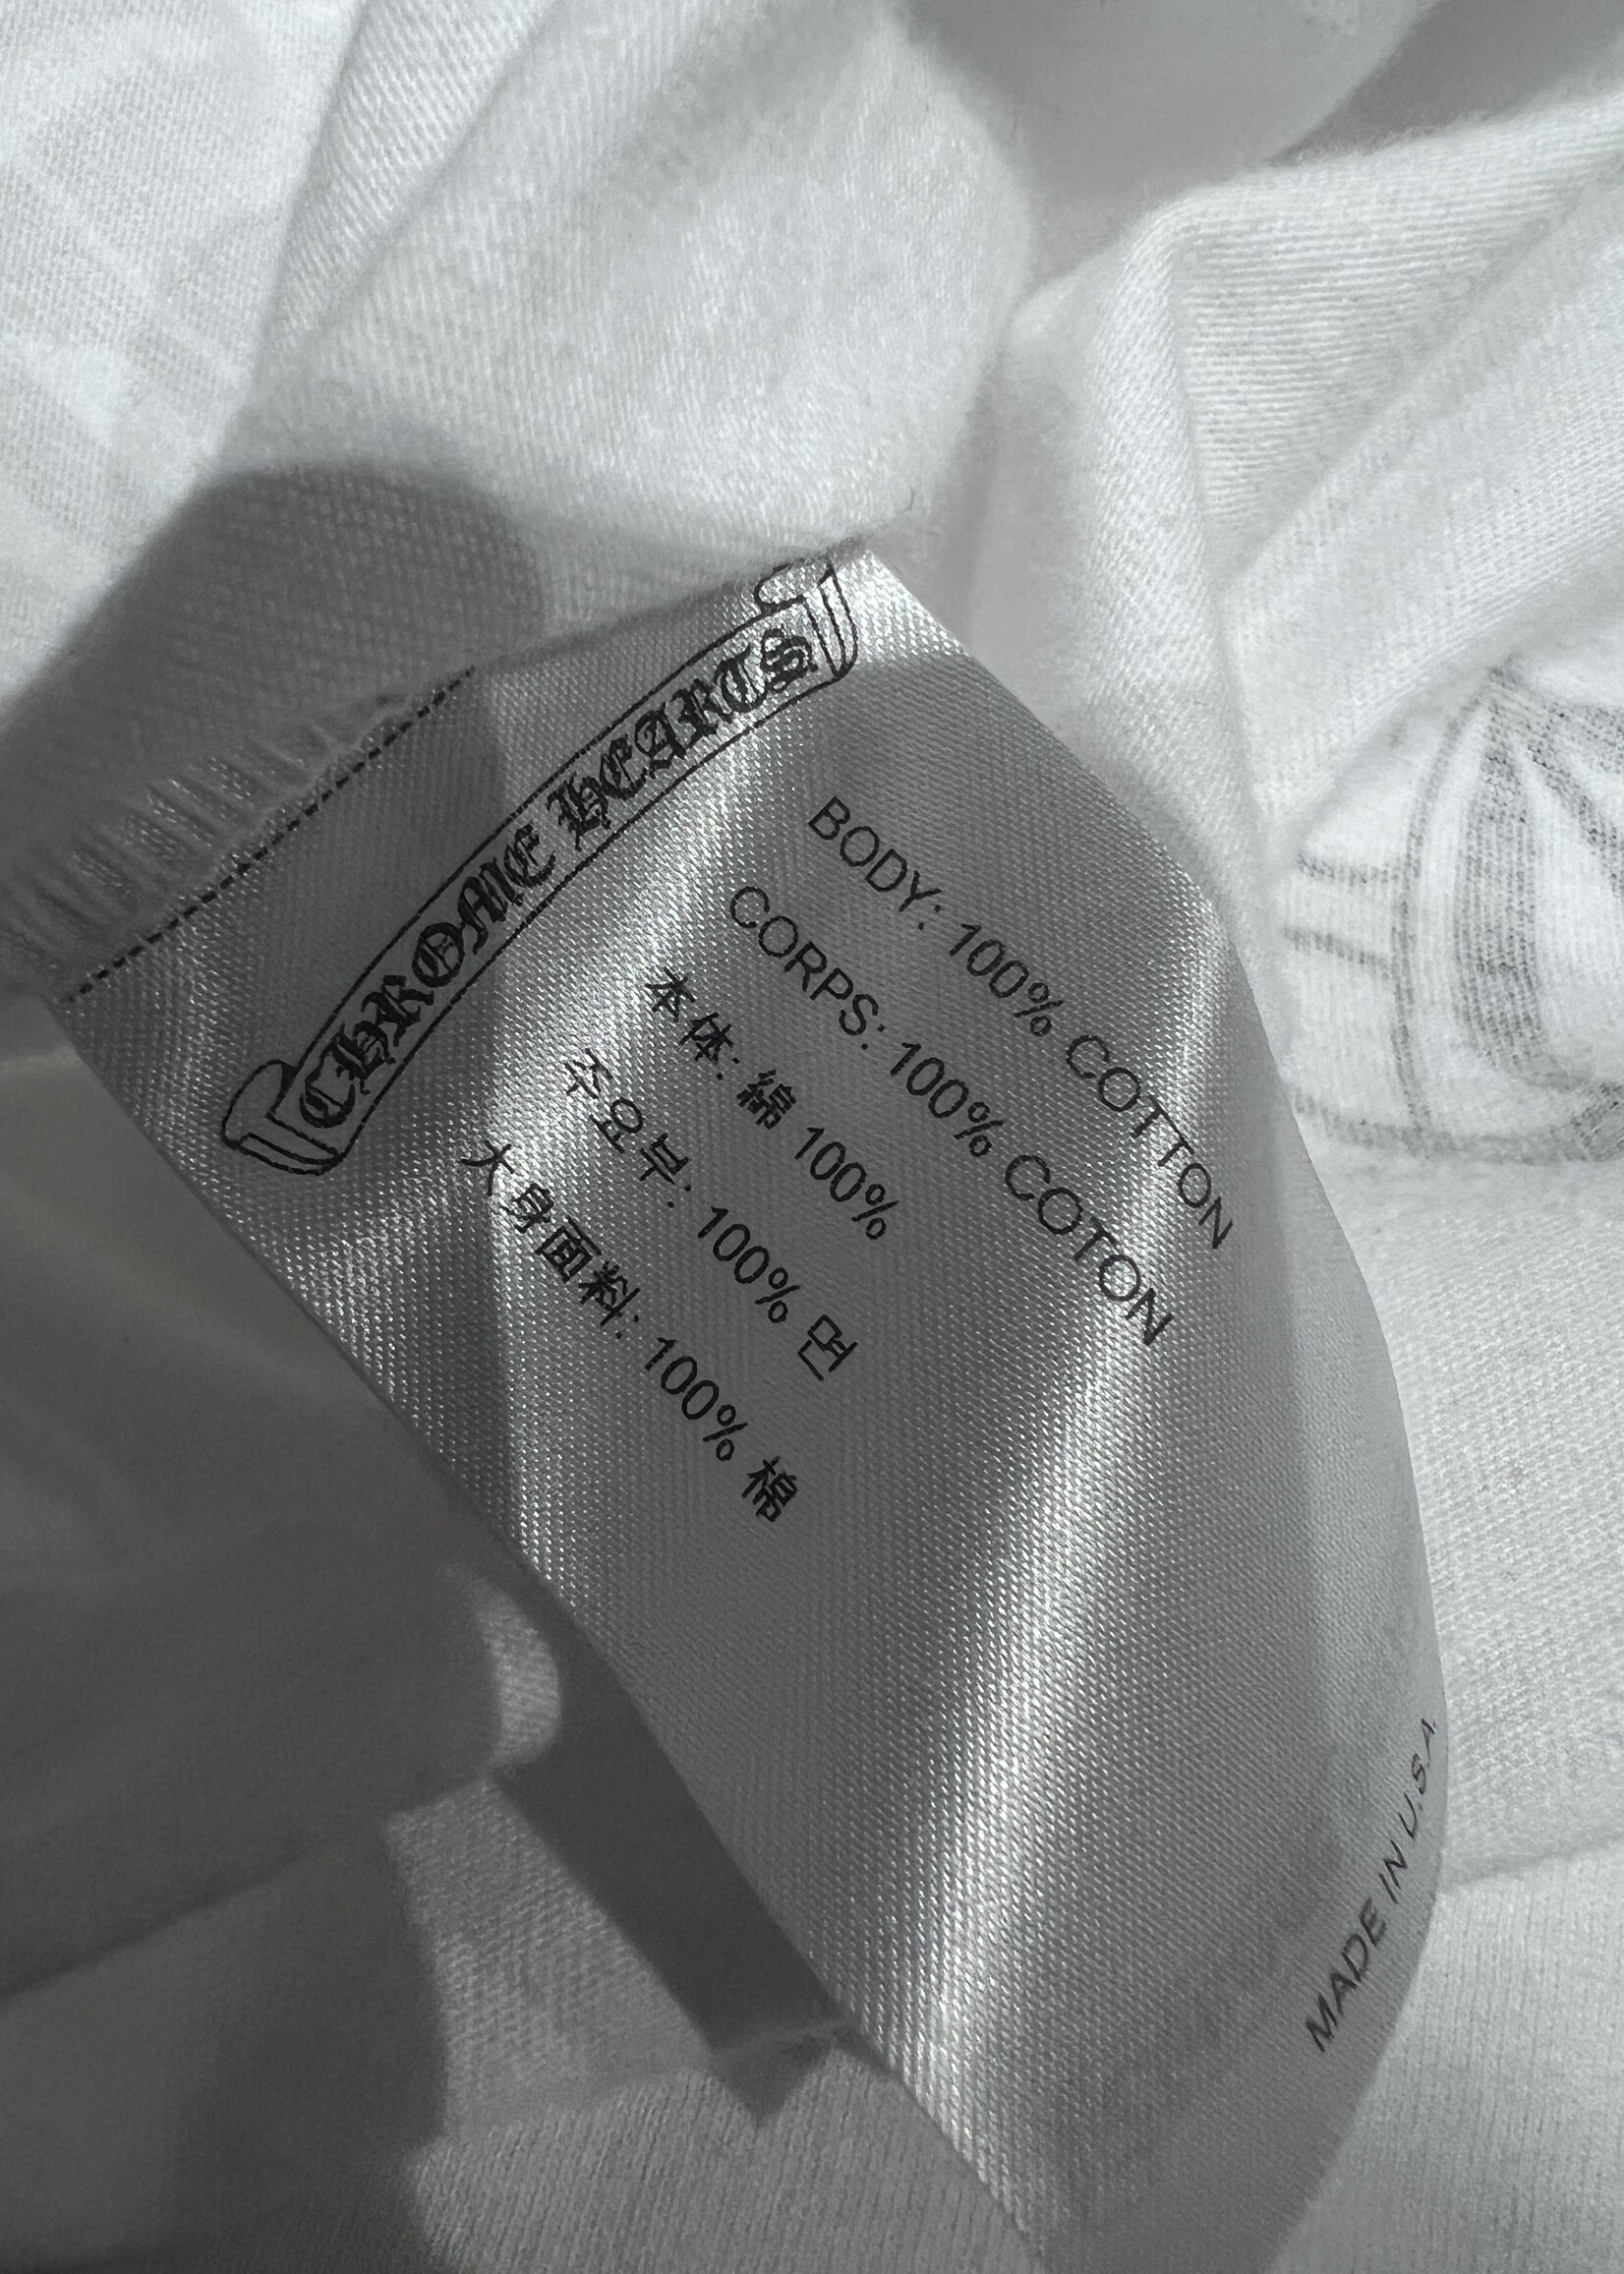 CHROME HEARTS
BODY: 100% COTTON
CORPS: 100% COTON
本体: 綿 100%
주요부: 100% 면
大身面料: 100% 棉
MADE IN U.S.A.